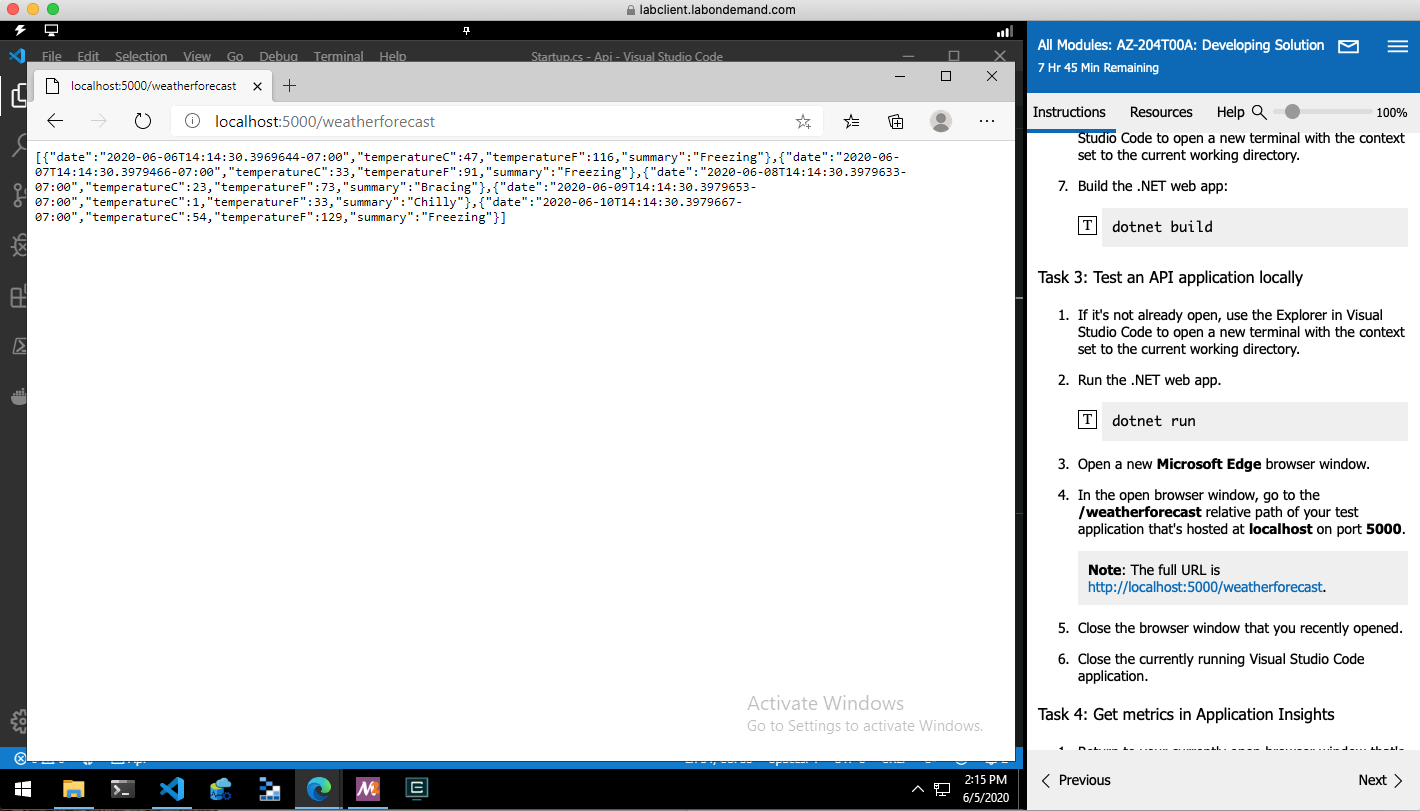 labclient.labondemand.com
File Edit Selection View Go Debug Terminal Help Startup.cs - Api - Visual Studio Code
localhost:5000/weatherforecast
localhost:5000/weatherforecast
[{"date":"2020-06-06T14:14:30.3969644-07:00","temperatureC":47,"temperatureF":116,"summary":"Freezing"},{"date":"2020-06-
07T14:14:30.3979466-07:00","temperatureC":33,"temperatureF":91,"summary":"Freezing"},{"date":"2020-06-08T14:14:30.3979633-
07:00","temperatureC":23,"temperatureF":73,"summary":"Bracing"},{"date":"2020-06-09T14:14:30.3979653-
07:00","temperatureC":1,"temperatureF":33,"summary":"Chilly"},{"date":"2020-06-10T14:14:30.3979667-
07:00","temperatureC":54,"temperatureF":129,"summary":"Freezing"}]
Activate Windows
Go to Settings to activate Windows.
2:15 PM
6/5/2020
All Modules: AZ-204T00A: Developing Solution
7 Hr 45 Min Remaining
Instructions Resources Help 100%
Studio Code to open a new terminal with the context
set to the current working directory.
7. Build the .NET web app:
T dotnet build
Task 3: Test an API application locally
1. If it's not already open, use the Explorer in Visual
Studio Code to open a new terminal with the context
set to the current working directory.
2. Run the .NET web app.
T dotnet run
3. Open a new Microsoft Edge browser window.
4. In the open browser window, go to the
/weatherforecast relative path of your test
application that's hosted at localhost on port 5000.
Note: The full URL is
http://localhost:5000/weatherforecast.
5. Close the browser window that you recently opened.
6. Close the currently running Visual Studio Code
application.
Task 4: Get metrics in Application Insights
1. Return to your currently open browser window that's
Previous Next